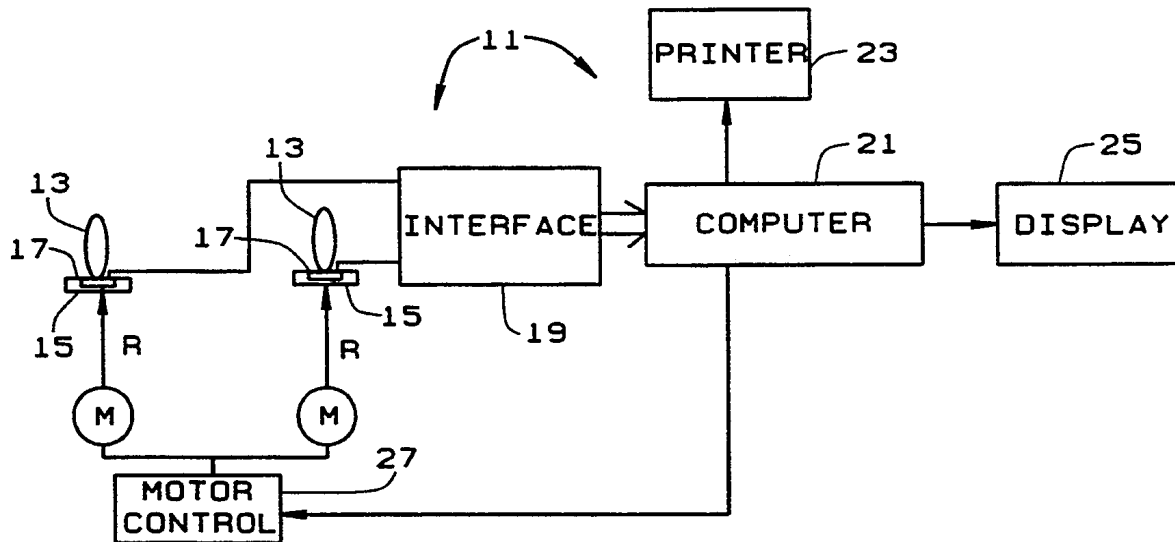 11
PRINTER
23
13
13
21
25
INTERFACE
COMPUTER
DISPLAY
17
17
15
15
19
R
R
M
M
27
MOTOR
CONTROL